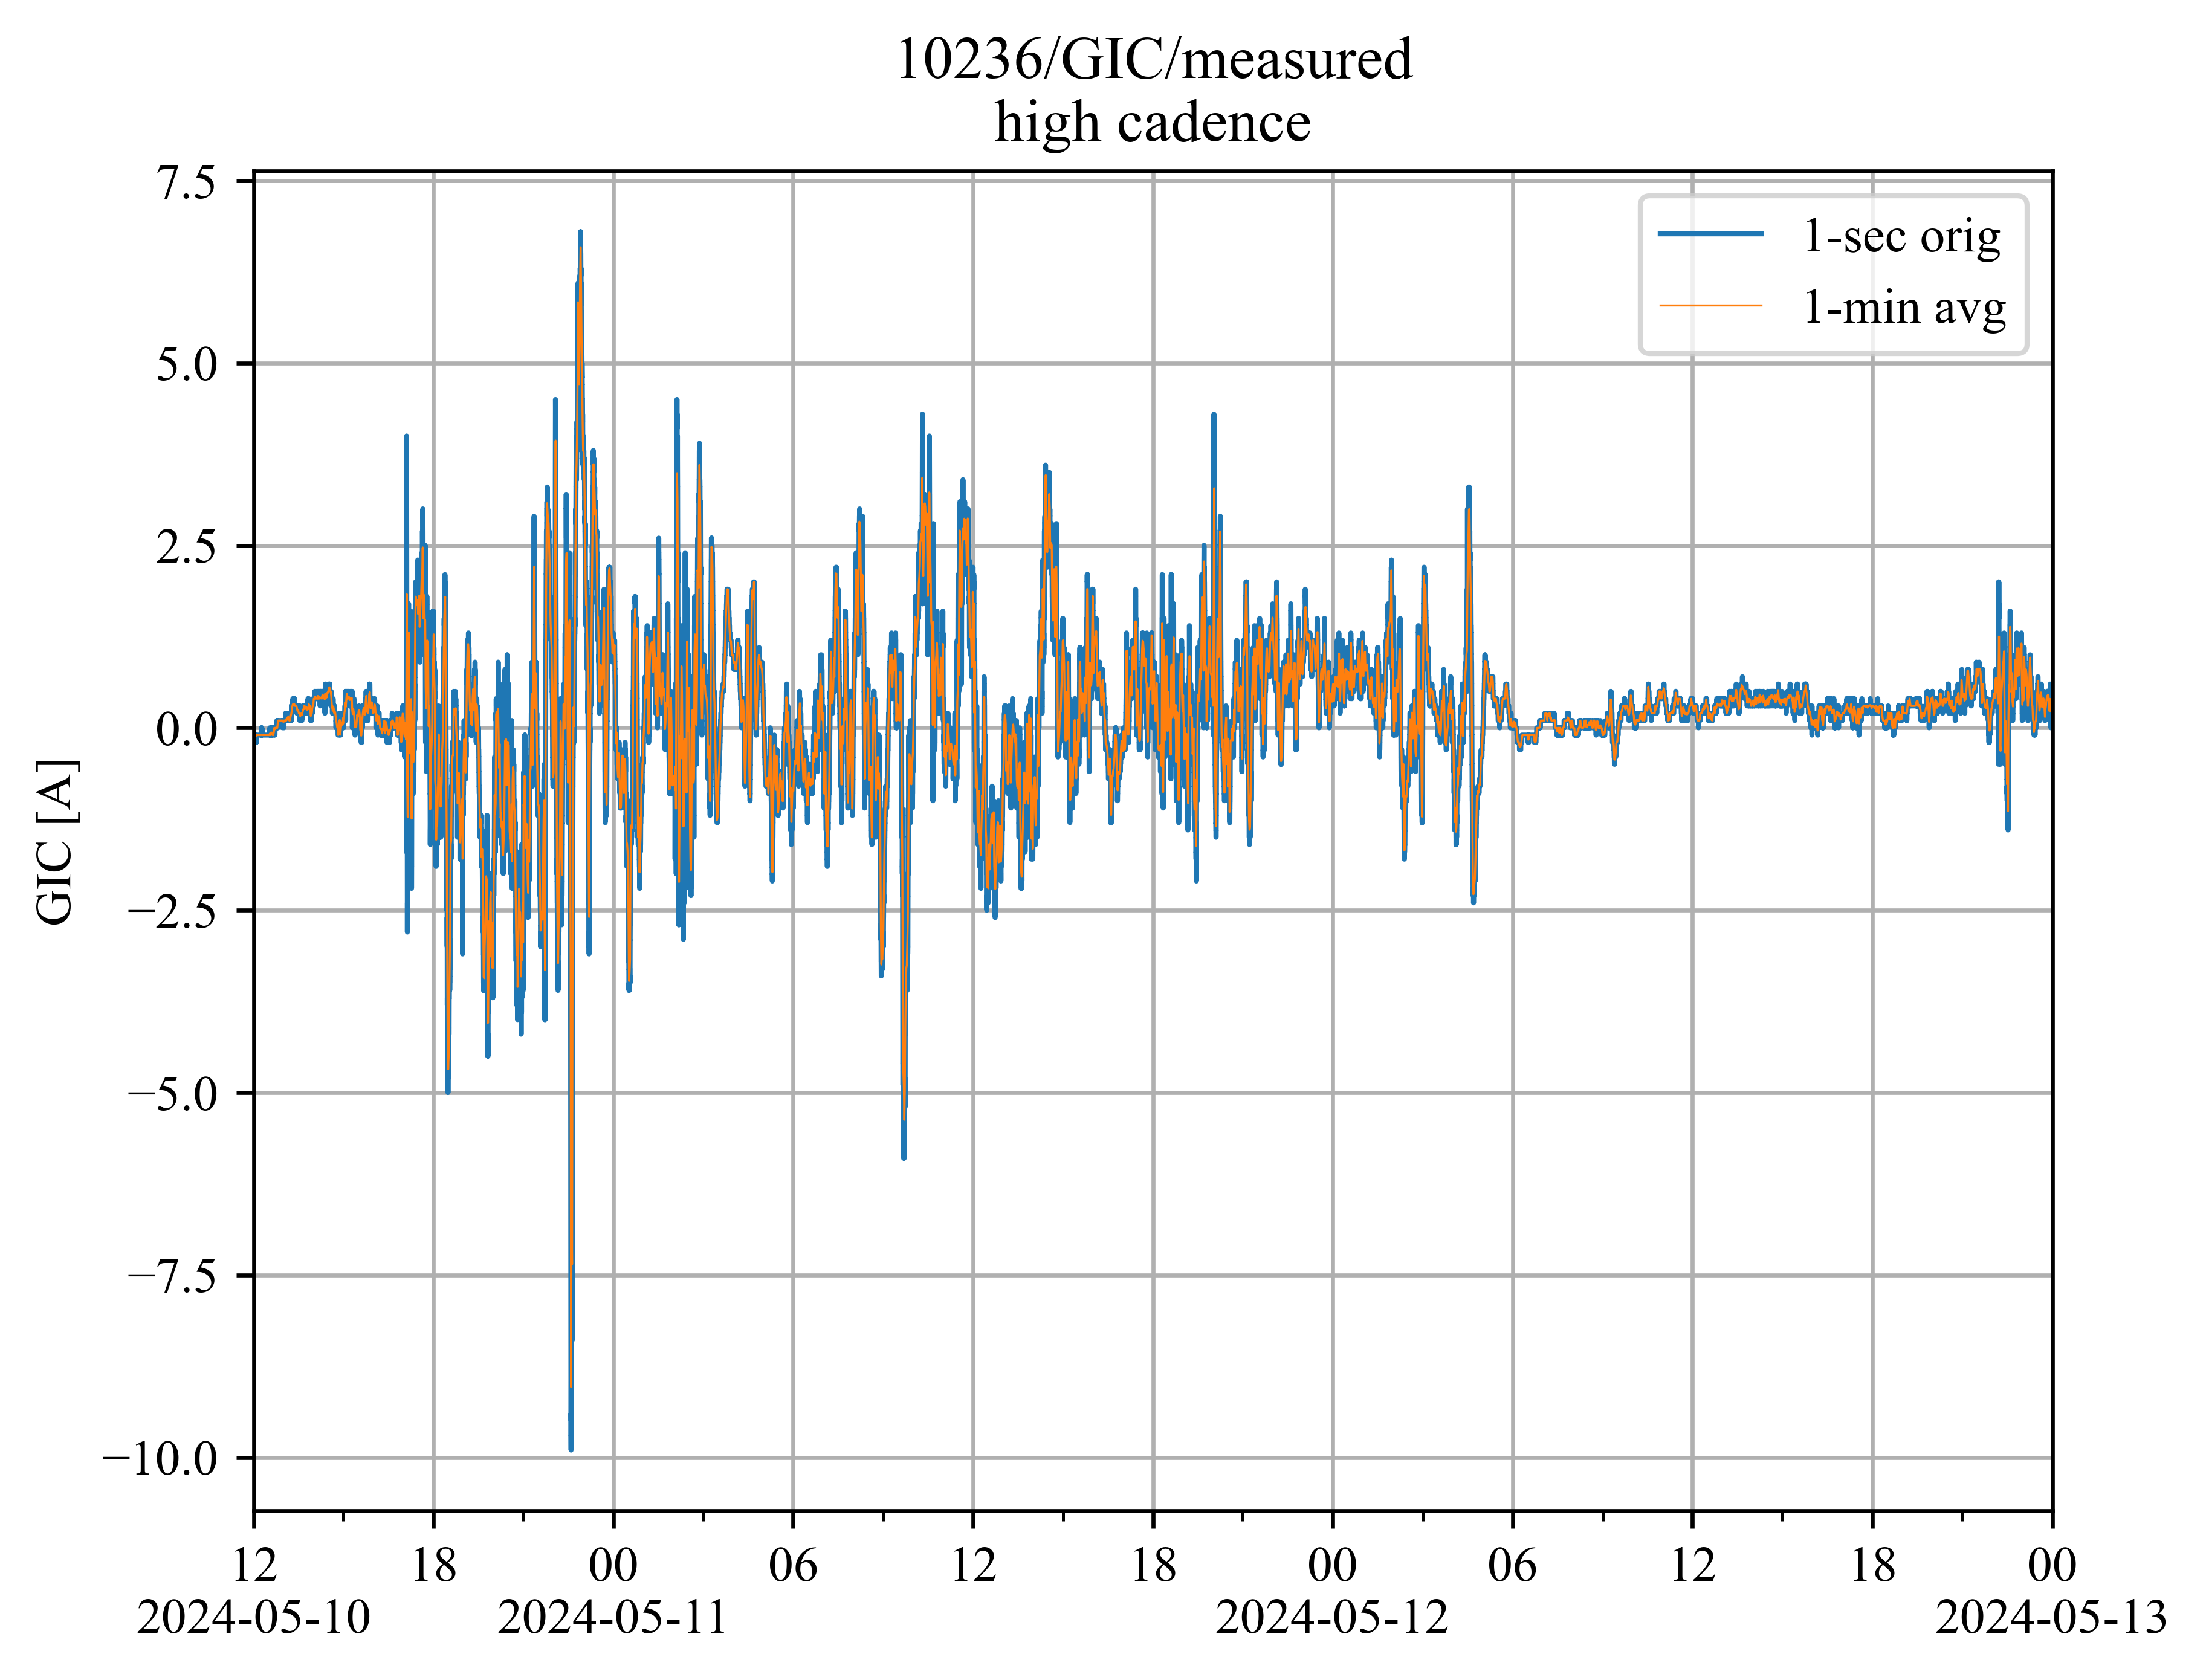 10236/GIC/measured
high cadence
7.5
5.0
2.5
0.0
−2.5
−5.0
−7.5
−10.0
GIC [A]
1-sec orig
1-min avg
12 18 00 06 12 18 00 06 12 18 00
2024-05-10 2024-05-11 2024-05-12 2024-05-13